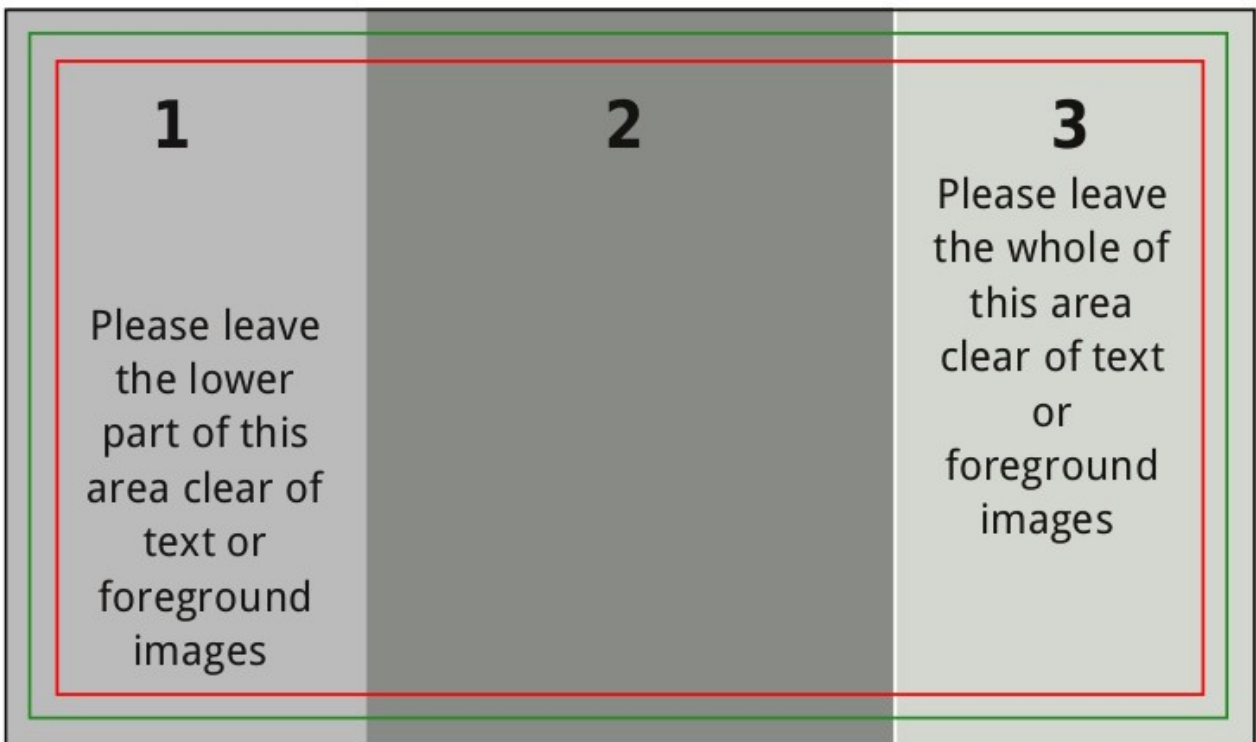 1
Please leave
the lower
part of this
area clear of
text or
foreground
images
2
3
Please leave
the whole of
this area
clear of text
or
foreground
images